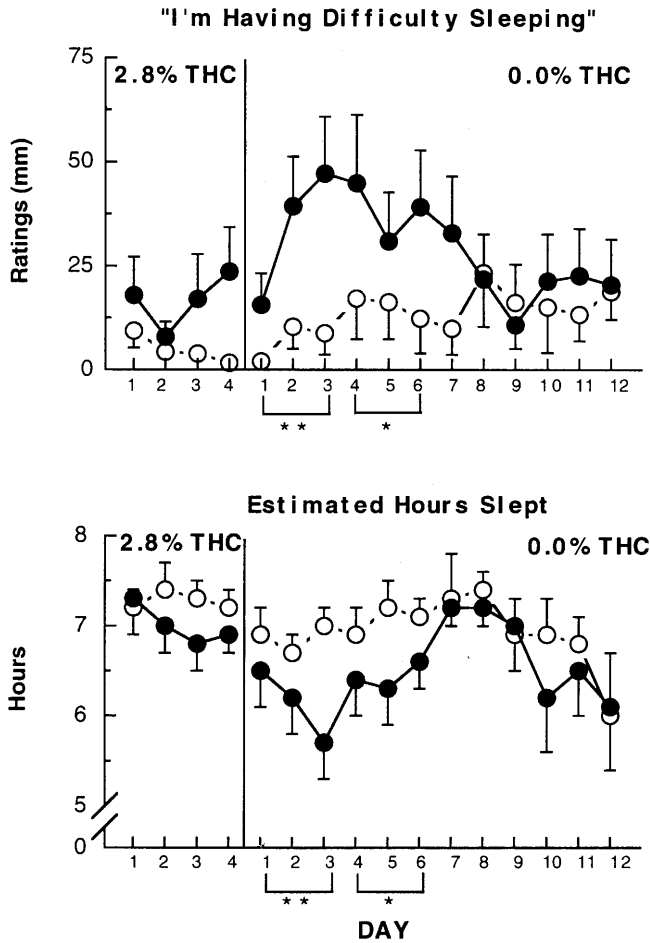 "I'm Having Difficulty Sleeping"
75
2.8% THC
0.0% THC
50
Ratings (mm)
25
0
1 2 3 4 1 2 3 4 5 6 7 8 9 10 11 12
** *
Estimated Hours Slept
8
2.8% THC
0.0% THC
7
Hours
6
5
0
1 2 3 4 1 2 3 4 5 6 7 8 9 10 11 12
** *
DAY